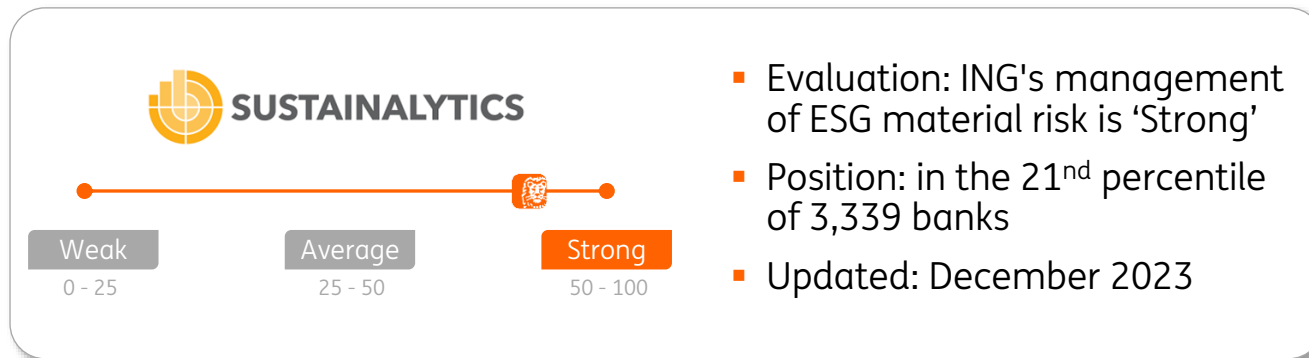 SUSTAINALYTICS
Weak
Average
Strong
0 - 25
25 - 50
50 - 100
▪ Evaluation: ING's management
of ESG material risk is ‘Strong’
▪ Position: in the 21nd percentile
of 3,339 banks
▪ Updated: December 2023